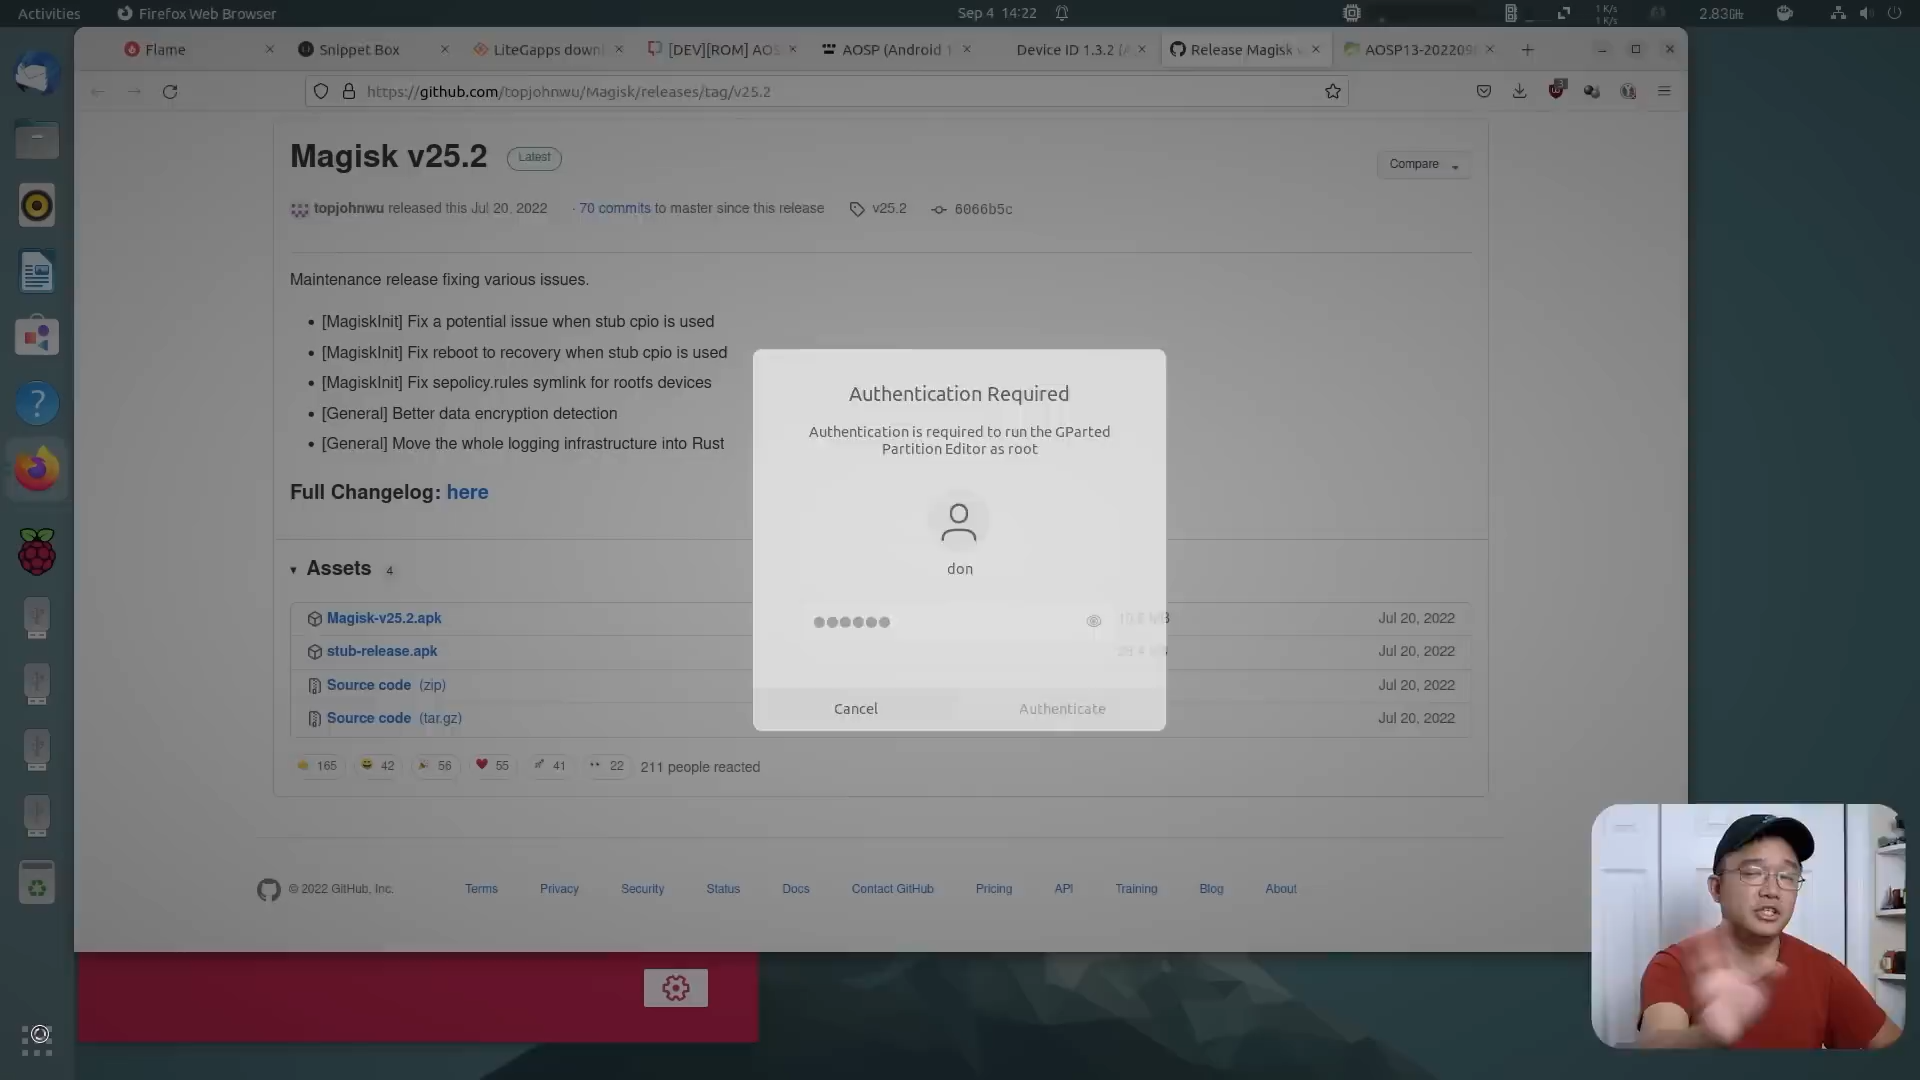 Activities
Firefox Web Browser
Sep 4 14:22
1 K/s
1 K/s
2.83
Flame
Snippet Box
LiteGapps down
[DEV][ROM] AOS
AOSP (Android 1
Device ID 1.3.2 (A
Release Magisk v
AOSP13-2022090
https://github.com/topjohnwu/Magisk/releases/tag/v25.2
Magisk v25.2
Latest
Compare
topjohnwu released this Jul 20, 2022
· 70 commits to master since this release
v25.2
6066b5c
Maintenance release fixing various issues.
• [MagiskInit] Fix a potential issue when stub cpio is used
• [MagiskInit] Fix reboot to recovery when stub cpio is used
• [MagiskInit] Fix sepolicy.rules symlink for rootfs devices
• [General] Better data encryption detection
• [General] Move the whole logging infrastructure into Rust
Full Changelog: here
Assets 4
Magisk-v25.2.apk
Jul 20, 2022
stub-release.apk
Jul 20, 2022
Source code (zip)
Jul 20, 2022
Source code (tar.gz)
Jul 20, 2022
165
42
56
55
41
22
211 people reacted
Authentication Required
Authentication is required to run the GParted
Partition Editor as root
don
Cancel
Authenticate
© 2022 GitHub, Inc.
Terms
Privacy
Security
Status
Docs
Contact GitHub
Pricing
API
Training
Blog
About